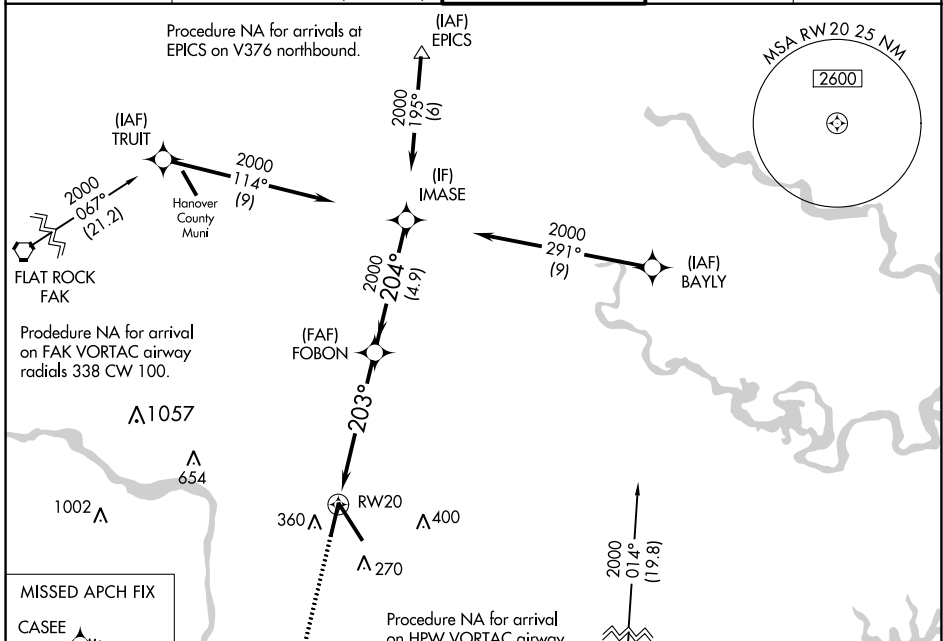 Procedure NA for arrivals at
EPICS on V376 northbound.
(IAF)
EPICS
MSA RW20 25 NM
2600
2000
195°
(6)
(IAF)
TRUIT
2000
114°
(9)
Hanover
County
Muni
(IF)
IMASE
2000
067°
(21.2)
FLAT ROCK
FAK
2000
204°
(4.9)
2000
291°
(9)
(IAF)
BAYLY
Prodedure NA for arrival
on FAK VORTAC airway
radials 338 CW 100.
(FAF)
FOBON
203°
1057
654
1002
RW20
360
400
270
2000
014°
(19.8)
MISSED APCH FIX
CASEE
Procedure NA for arrival
on HPW VORTAC airway